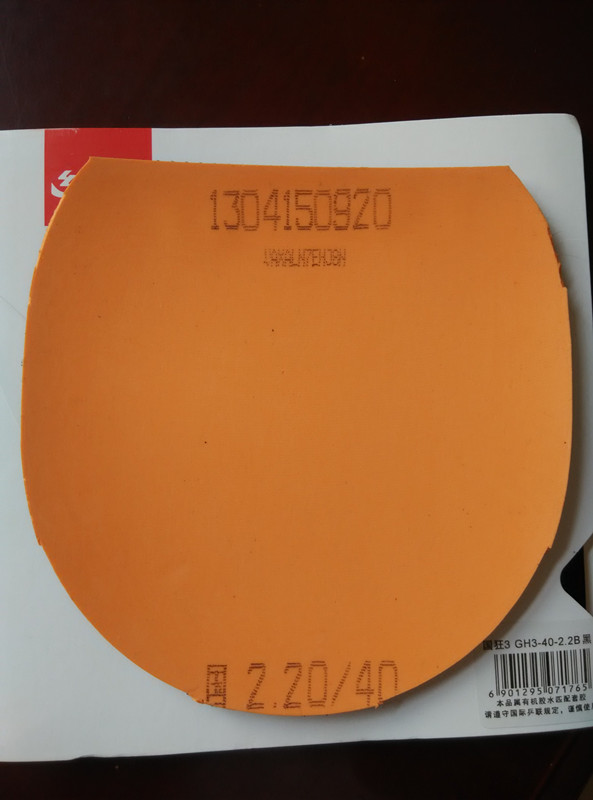 1304150920
国 2.20/40
国狂3 GH3-40-2.2B黑
6 901295 071765
本品属有机胶水匹配套胶
请遵守国际乒联规定，谨慎使